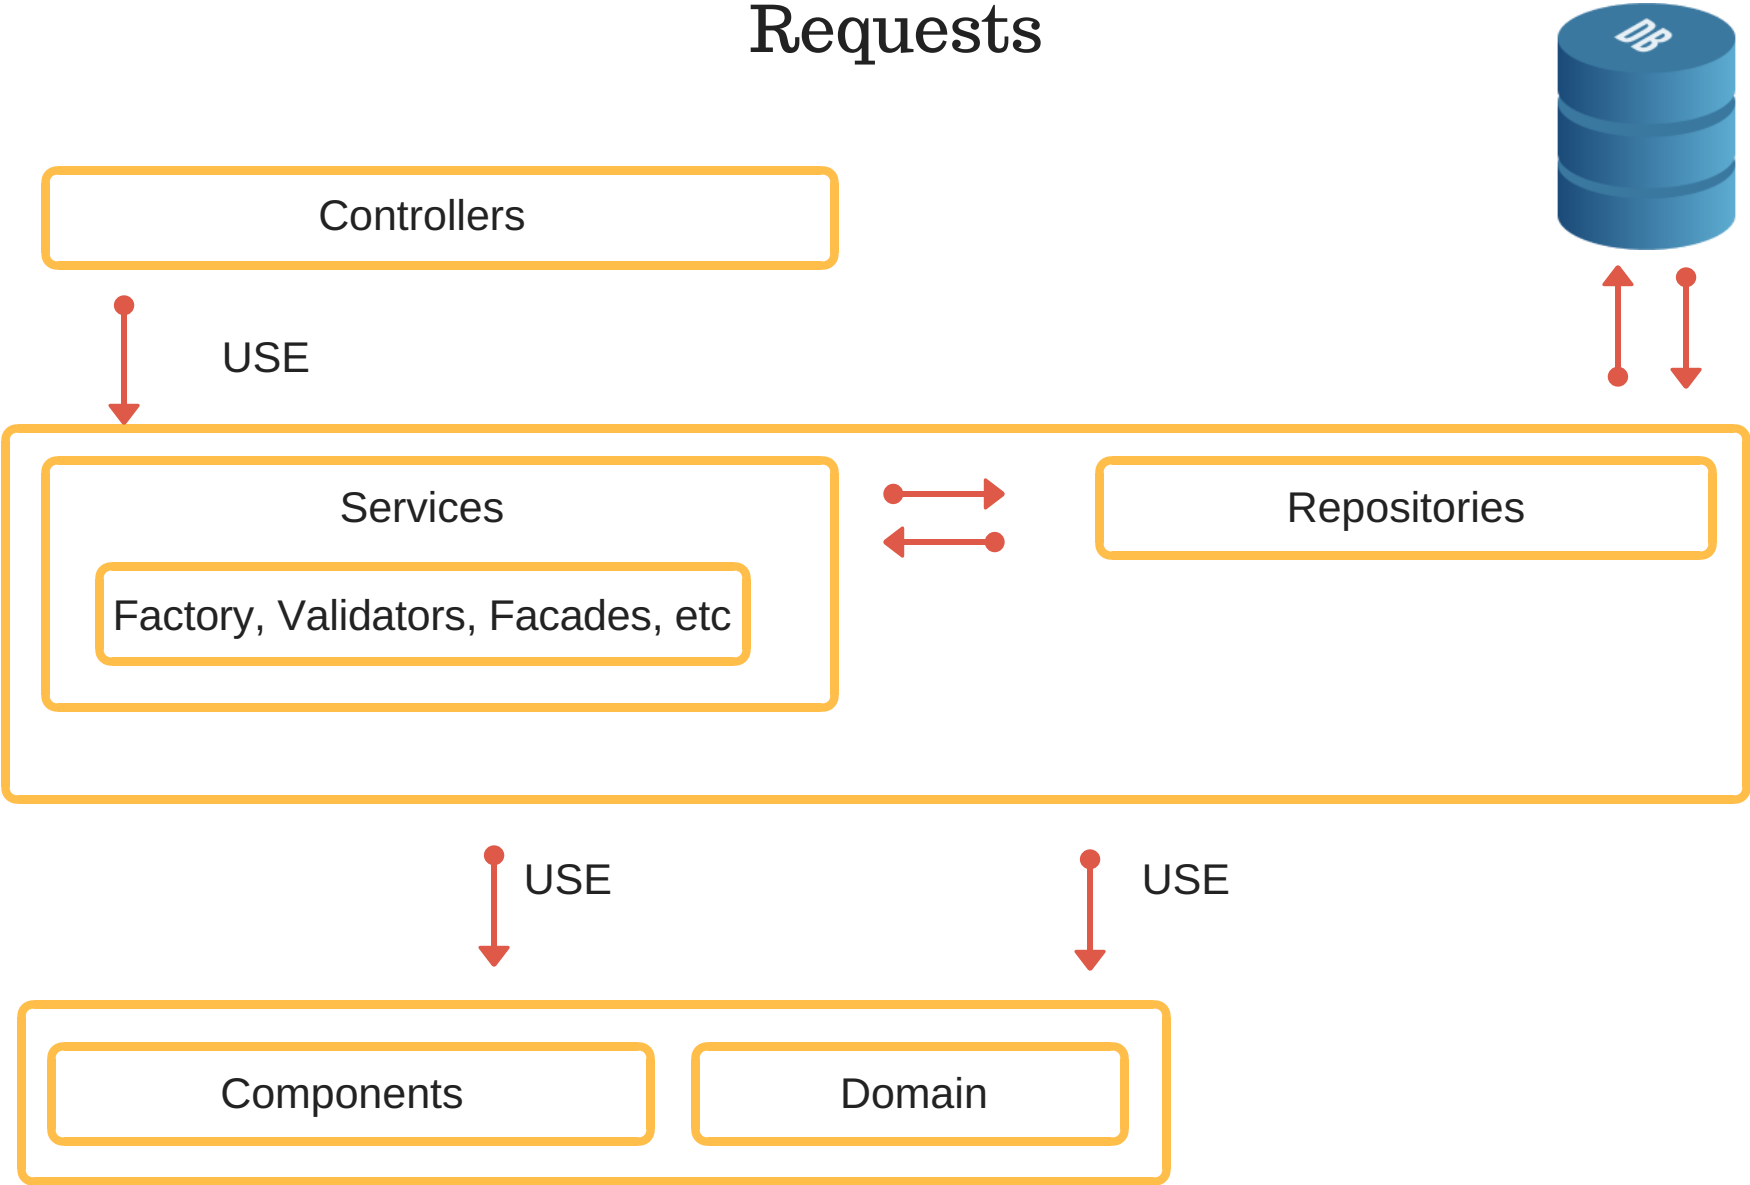 Requests
DB
Controllers
USE
Services
Repositories
Factory, Validators, Facades, etc
USE
USE
Components
Domain